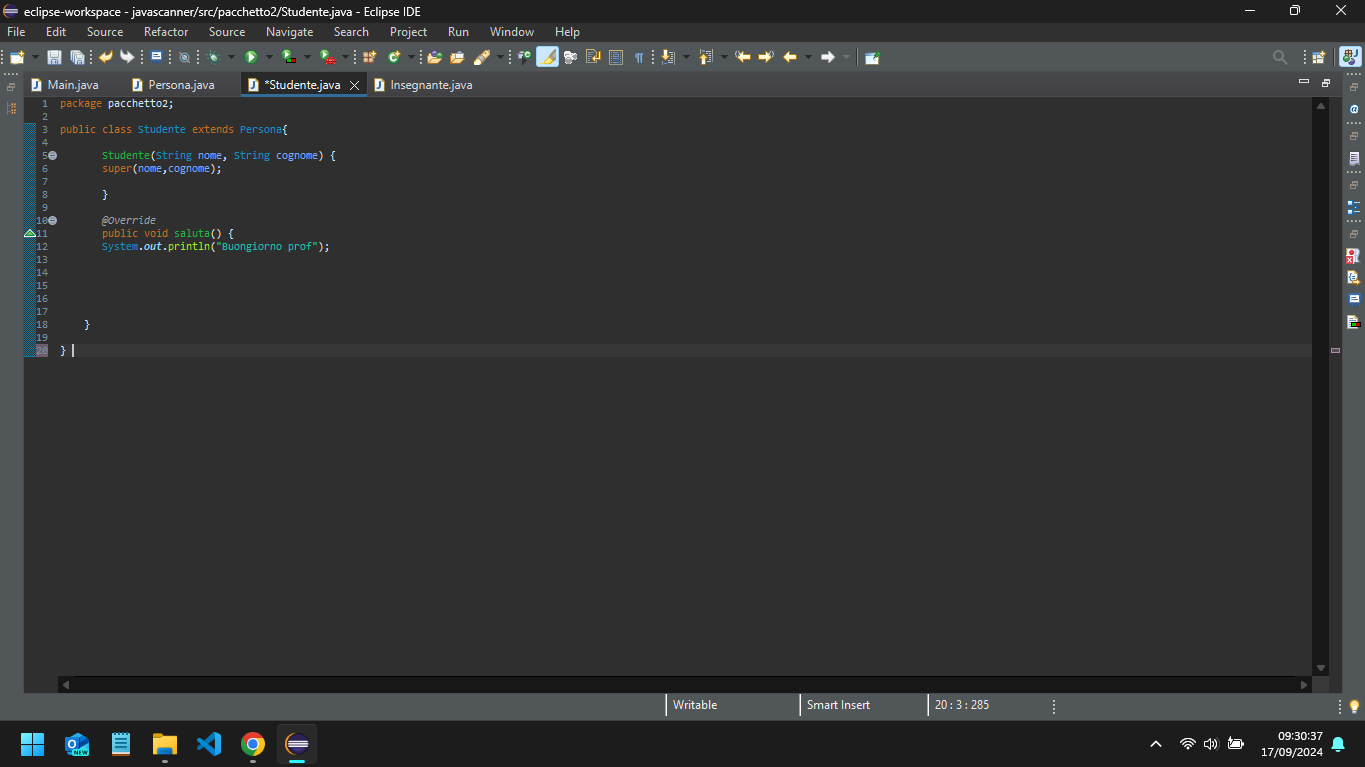 eclipse-workspace - javascanner/src/pacchetto2/Studente.java - Eclipse IDE
File Edit Source Refactor Source Navigate Search Project Run Window Help
Main.java Persona.java *Studente.java Insegnante.java
1 package pacchetto2;
2
3 public class Studente extends Persona{
4
5 Studente(String nome, String cognome) {
6 super(nome,cognome);
7
8 }
9
10 @Override
11 public void saluta() {
12 System.out.println("Buongiorno prof");
13
14
15
16
17
18 }
19
20 }
Writable Smart Insert 20 : 3 : 285
NEW
09:30:37
17/09/2024